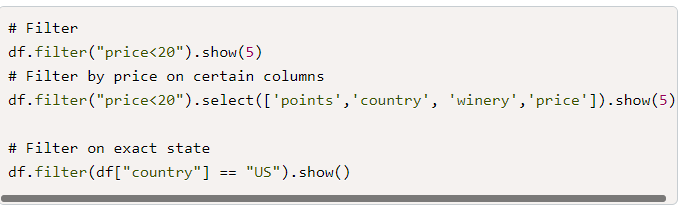 # Filter
df.filter("price<20").show(5)
# Filter by price on certain columns
df.filter("price<20").select(['points','country', 'winery','price']).show(5)
# Filter on exact state
df.filter(df["country"] == "US").show()